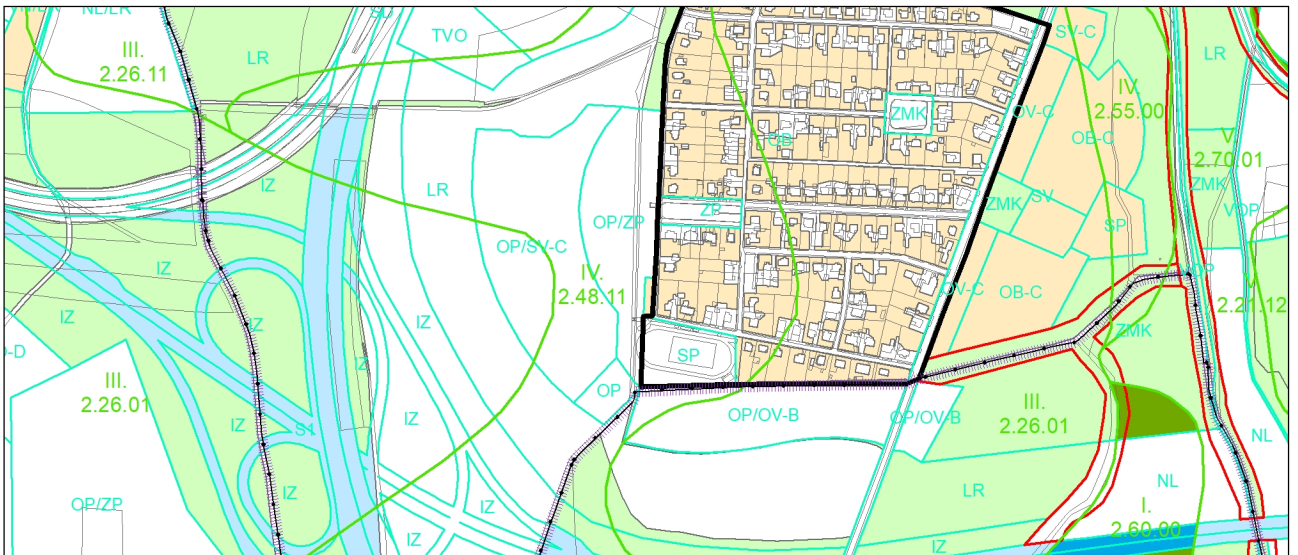 NL/LR
SU
III.
2.26.11
LR
TVO
SV-C
LR
IV.
2.55.00
ZMK
OV-C
OB
OB-C
V.
2.70.01
ZMK
IZ
LR
SV
ZMK
VOP
ZP
OP/ZP
SP
OP/SV-C
IZ
IV.
2.48.11
VOP
OV-C
OB-C
V.
2.21.12
IZ
IZ
IZ
ZMK
SP
IZ
III.
2.26.01
OP
III.
2.26.01
OP/OV-B
OP/OV-B
IZ
IZ
S1
NL
NL
LR
IZ
OP/ZP
IZ
I.
2.60.00
IZ
IZ